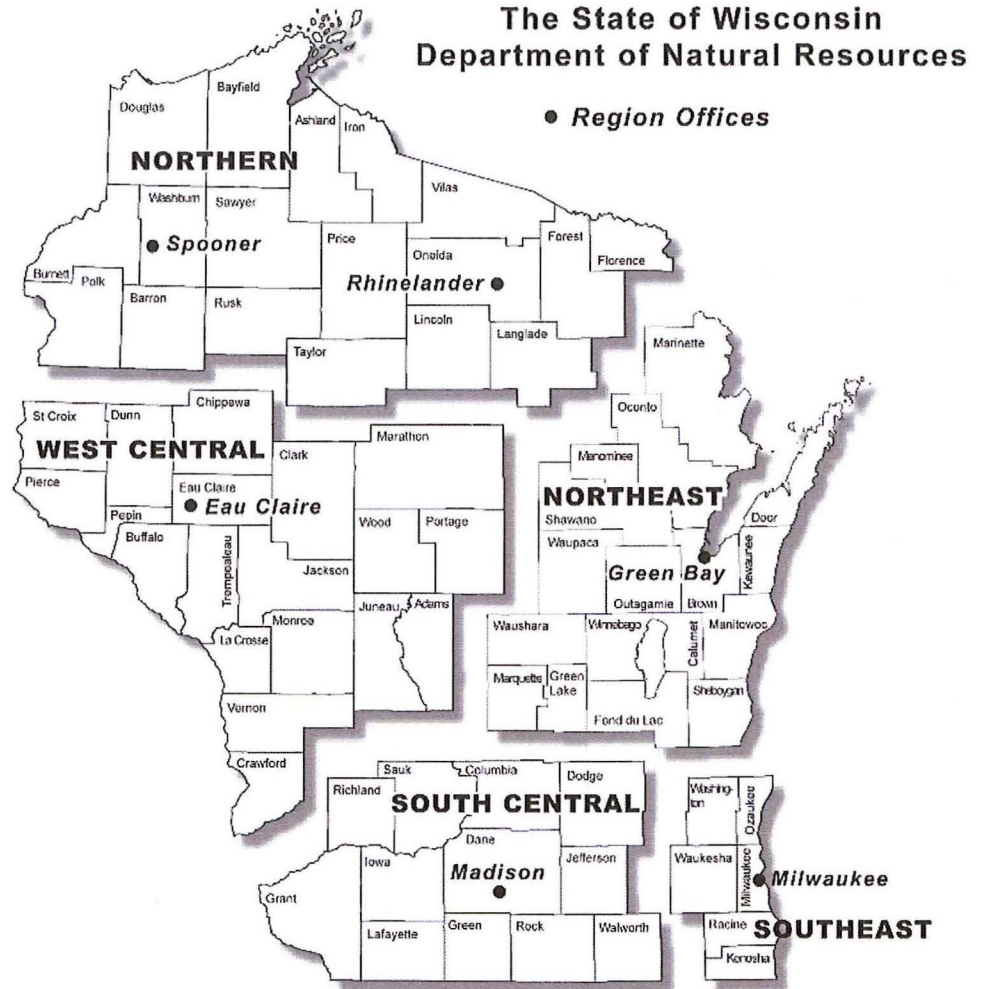 The State of Wisconsin
Department of Natural Resources
Region Offices
Douglas
Bayfield
Ashland
Iron
NORTHERN
Vilas
Washburn
Sawyer
Spooner
Price
Oneida
Forest
Florence
Burnett
Polk
Rhinelander
Barron
Rusk
Lincoln
Langlade
Taylor
Marinette
St Croix
Dunn
Chippewa
Oconto
WEST CENTRAL
Clark
Marathon
Menominee
Pierce
Eau Claire
Eau Claire
NORTHEAST
Pepin
Buffalo
Wood
Portage
Shawano
Door
Waupaca
Trempealeau
Jackson
Green Bay
Kewaunee
Juneau
Adams
Outagamie
Brown
La Crosse
Monroe
Waushara
Winnebago
Calumet
Manitowoc
Marquette
Green
Lake
Sheboygan
Vernon
Fond du Lac
Crawford
Sauk
Columbia
Dodge
Richland
SOUTH CENTRAL
Washing-
ton
Ozaukee
Dane
Iowa
Jefferson
Waukesha
Milwaukee
Madison
Milwaukee
Grant
Lafayette
Green
Rock
Walworth
Racine
SOUTHEAST
Kenosha